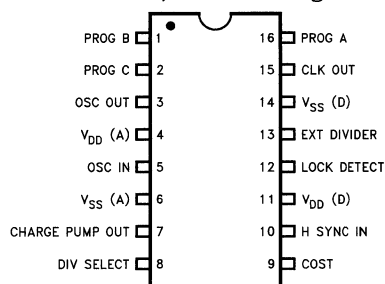 PROG B 1 16 PROG A
PROG C 2 15 CLK OUT
OSC OUT 3 14 VSS (D)
VDD (A) 4 13 EXT DIVIDER
OSC IN 5 12 LOCK DETECT
VSS (A) 6 11 VDD (D)
CHARGE PUMP OUT 7 10 H SYNC IN
DIV SELECT 8 9 COST